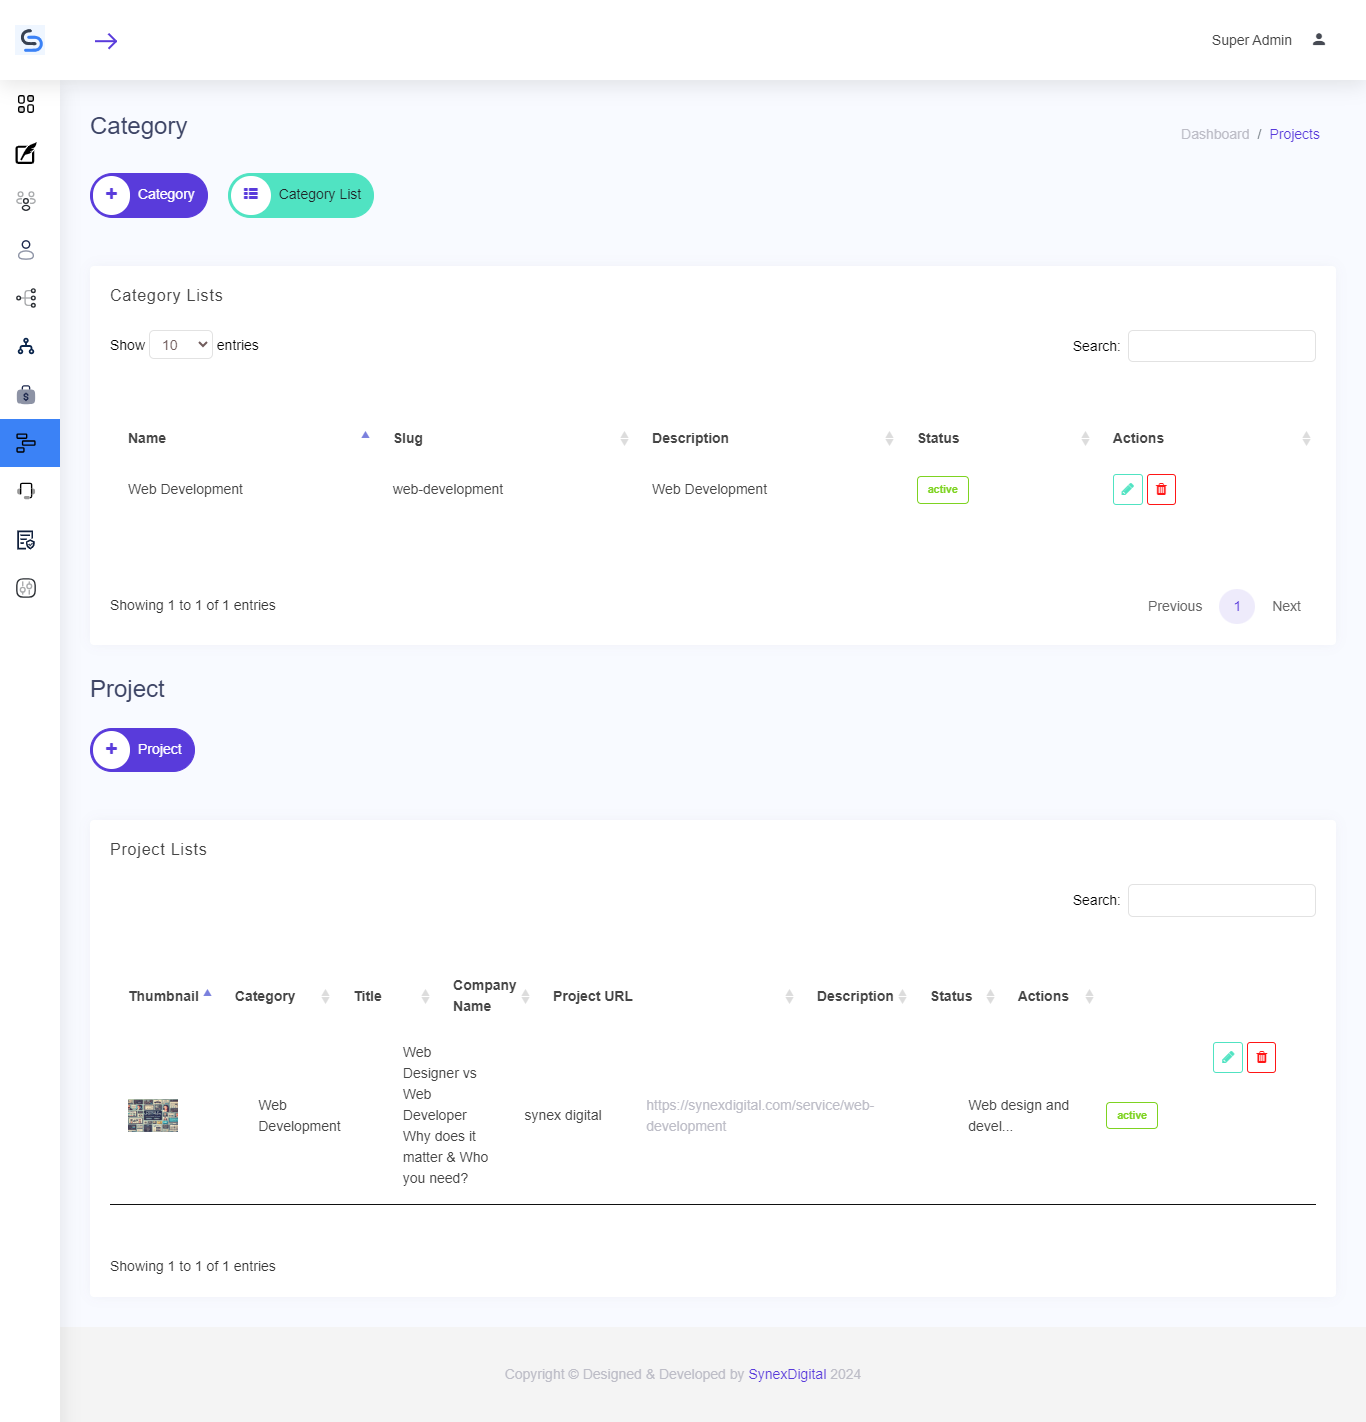 Super Admin
Category
Dashboard / Projects
Category
Category List
Category Lists
Show 10 entries
Search:
Name Slug Description Status Actions
Web Development web-development Web Development active
Showing 1 to 1 of 1 entries
Previous 1 Next
Project
Project
Project Lists
Search:
Thumbnail Category Title Company Name Project URL Description Status Actions
Web
Development
Web
Designer vs
Web
Developer
Why does it
matter & Who
you need?
synex digital
https://synexdigital.com/service/web-
development
Web design and
devel...
active
Showing 1 to 1 of 1 entries
Copyright © Designed & Developed by SynexDigital 2024